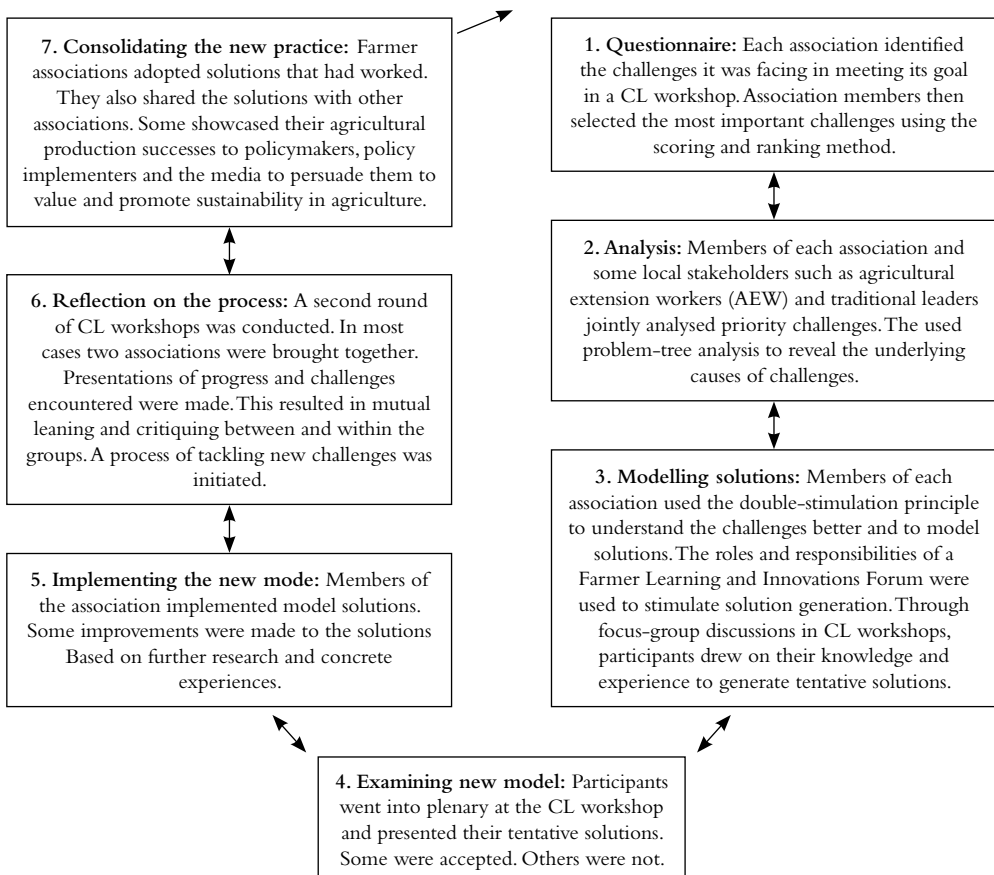 1. Questionnaire: Each association identified
the challenges it was facing in meeting its goal
in a CL workshop. Association members then
selected the most important challenges using the
scoring and ranking method.
2. Analysis: Members of each association and
some local stakeholders such as agricultural
extension workers (AEW) and traditional leaders
jointly analysed priority challenges. The used
problem-tree analysis to reveal the underlying
causes of challenges.
3. Modelling solutions: Members of each
association used the double-stimulation principle
to understand the challenges better and to model
solutions. The roles and responsibilities of a
Farmer Learning and Innovations Forum were
used to stimulate solution generation. Through
focus-group discussions in CL workshops,
participants drew on their knowledge and
experience to generate tentative solutions.
4. Examining new model: Participants
went into plenary at the CL workshop
and presented their tentative solutions.
Some were accepted. Others were not.
5. Implementing the new mode: Members of
the association implemented model solutions.
Some improvements were made to the solutions
Based on further research and concrete
experiences.
6. Reflection on the process: A second round
of CL workshops was conducted. In most
cases two associations were brought together.
Presentations of progress and challenges
encountered were made. This resulted in mutual
leaning and critiquing between and within the
groups. A process of tackling new challenges was
initiated.
7. Consolidating the new practice: Farmer
associations adopted solutions that had worked.
They also shared the solutions with other
associations. Some showcased their agricultural
production successes to policymakers, policy
implementers and the media to persuade them to
value and promote sustainability in agriculture.